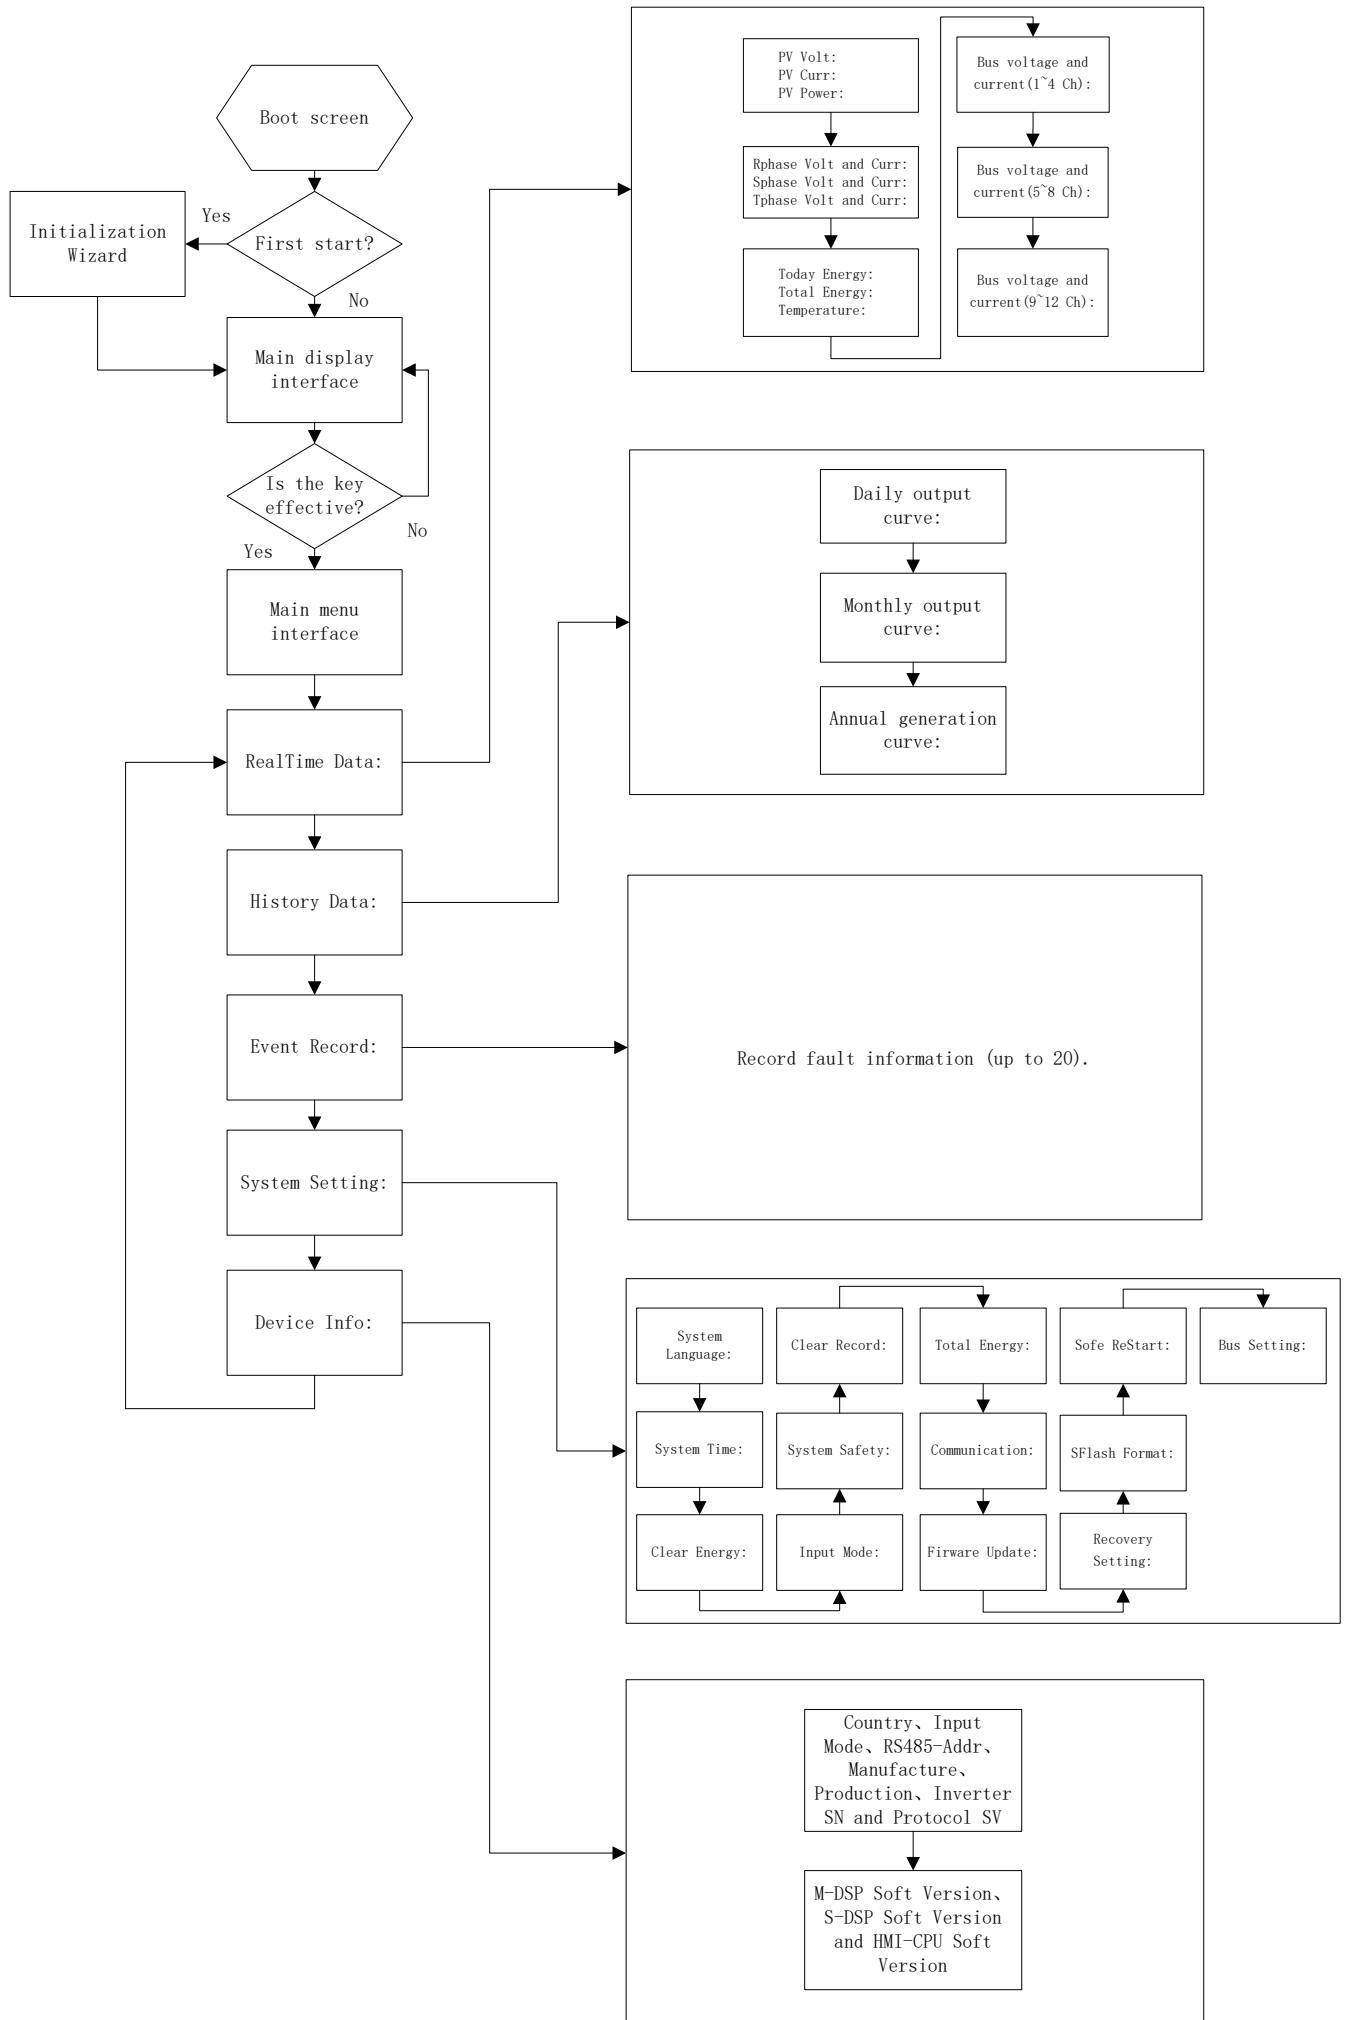 Boot screen
Yes
First start?
Initialization
Wizard
No
Main display
interface
Is the key
effective?
No
Yes
Main menu
interface
RealTime Data:
History Data:
Event Record:
System Setting:
Device Info:
PV Volt:
PV Curr:
PV Power:
Rphase Volt and Curr:
Sphase Volt and Curr:
Tphase Volt and Curr:
Today Energy:
Total Energy:
Temperature:
Bus voltage and
current(1~4 Ch):
Bus voltage and
current(5~8 Ch):
Bus voltage and
current(9~12 Ch):
Daily output
curve:
Monthly output
curve:
Annual generation
curve:
Record fault information (up to 20).
System
Language:
System Time:
Clear Energy:
Input Mode:
System Safety:
Clear Record:
Total Energy:
Communication:
Firware Update:
Recovery
Setting:
SFlash Format:
Sofe ReStart:
Bus Setting:
Country、Input
Mode、RS485-Addr、
Manufacture、
Production、Inverter
SN and Protocol SV
M-DSP Soft Version、
S-DSP Soft Version
and HMI-CPU Soft
Version